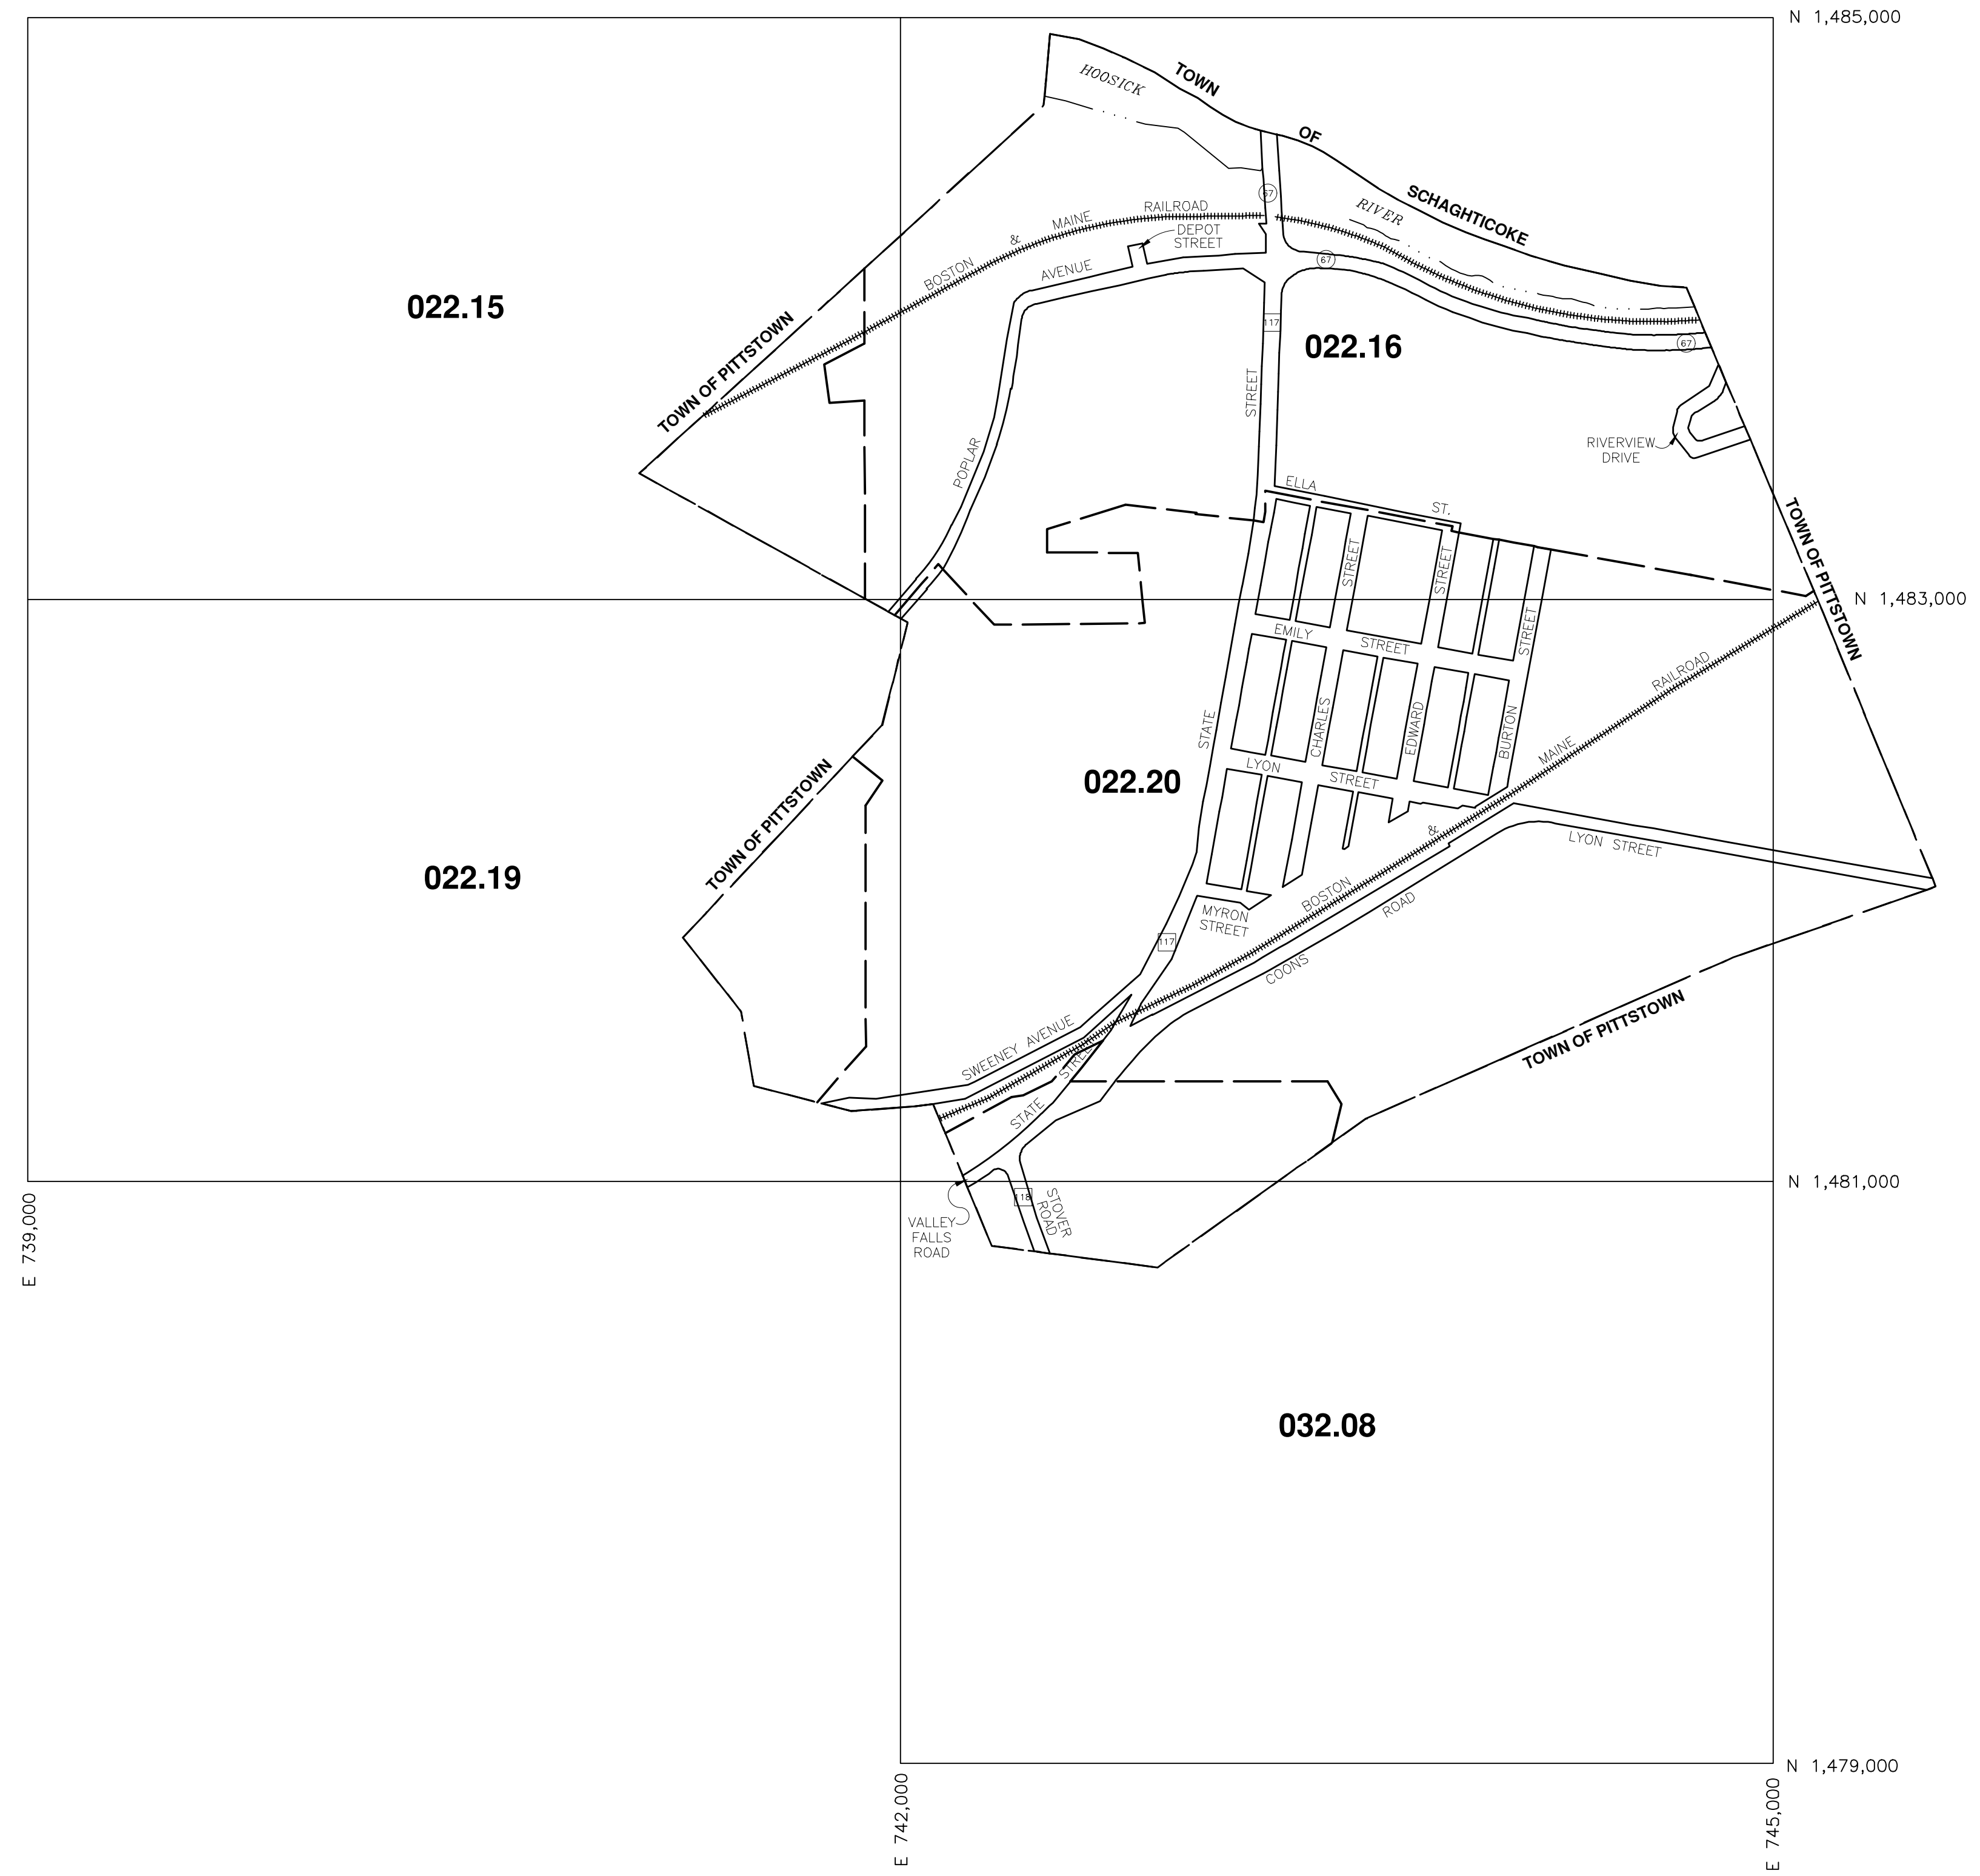 N 1,485,000
HOOSICK
TOWN
OF
SCHAGHTICOKE
67
RIVER
BOSTON
&
MAINE
RAILROAD
DEPOT
STREET
AVENUE
67
022.15
117
022.16
67
TOWN OF PITTSTOWN
STREET
POPLAR
RIVERVIEW
DRIVE
ELLA
ST.
TOWN OF PITTSTOWN
STREET
STREET
N 1,483,000
EMILY
STREET
STREET
RAILROAD
STATE
CHARLES
EDWARD
BURTON
MAINE
LYON
STREET
022.20
TOWN OF PITTSTOWN
&
LYON STREET
022.19
BOSTON
ROAD
MYRON
STREET
117
COONS
SWEENEY AVENUE
TOWN OF PITTSTOWN
STREET
STATE
N 1,481,000
118
STOVER
ROAD
VALLEY
FALLS
ROAD
E 739,000
032.08
N 1,479,000
E 742,000
E 745,000